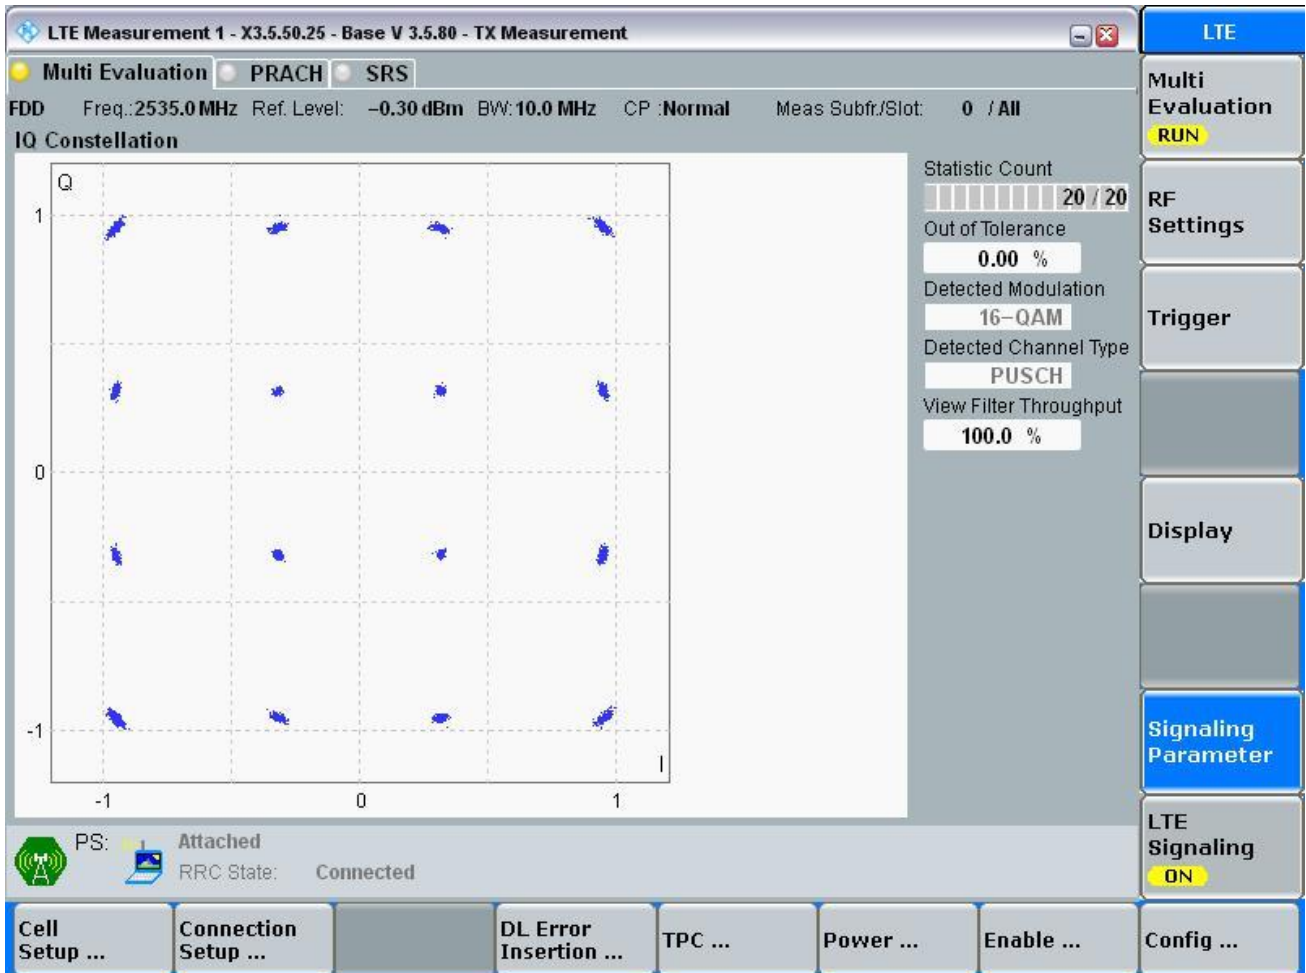 LTE Measurement 1 - X3.5.50.25 - Base V 3.5.80 - TX Measurement
LTE
Multi Evaluation PRACH SRS
FDD Freq.:2535.0 MHz Ref. Level: −0.30 dBm BW:10.0 MHz CP :Normal Meas Subfr./Slot: 0 / All
Multi
Evaluation
RUN
IQ Constellation
Q
1
0
-1
I
-1 0 1
Statistic Count
20 / 20
Out of Tolerance
0.00 %
Detected Modulation
16−QAM
Detected Channel Type
PUSCH
View Filter Throughput
100.0 %
RF
Settings
Trigger
Display
Signaling
Parameter
LTE
Signaling
ON
PS: Attached
RRC State: Connected
Cell
Setup ...
Connection
Setup ...
DL Error
Insertion ...
TPC ...
Power ...
Enable ...
Config ...